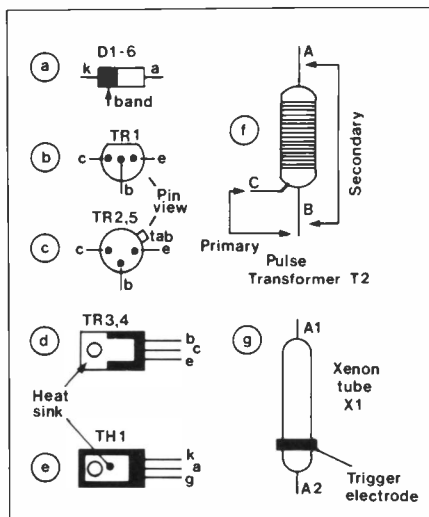 a
D1-6
k a
band
b
TR1
c e
b
Pin
view
c
TR2,5
tab
c e
b
d
TR3,4
b
c
e
Heat
sink
e
TH1
k
a
g
f
A
Secondary
C
B
Primary
Pulse
Transformer T2
g
A1
Xenon
tube
X1
Trigger
electrode
A2